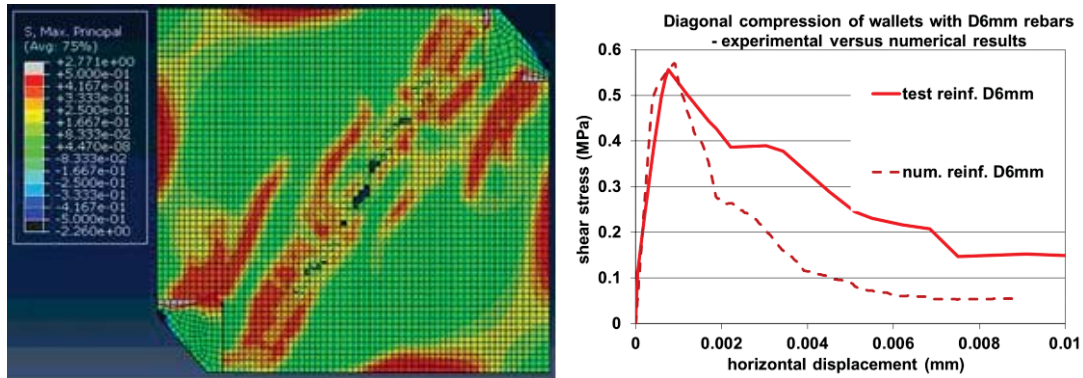 S, Max. Principal
(Avg: 75%)
+2.771e+00
+5.000e-01
+4.167e-01
+3.333e-01
+2.500e-01
+1.667e-01
+8.333e-02
+4.470e-08
-8.333e-02
-1.667e-01
-2.500e-01
-3.333e-01
-4.167e-01
-5.000e-01
-2.260e+00
Diagonal compression of wallets with D6mm rebars
- experimental versus numerical results
0.6
0.5
0.4
0.3
0.2
0.1
0
shear stress (MPa)
test reinf. D6mm
num. reinf. D6mm
0
0.002
0.004
0.006
0.008
0.01
horizontal displacement (mm)